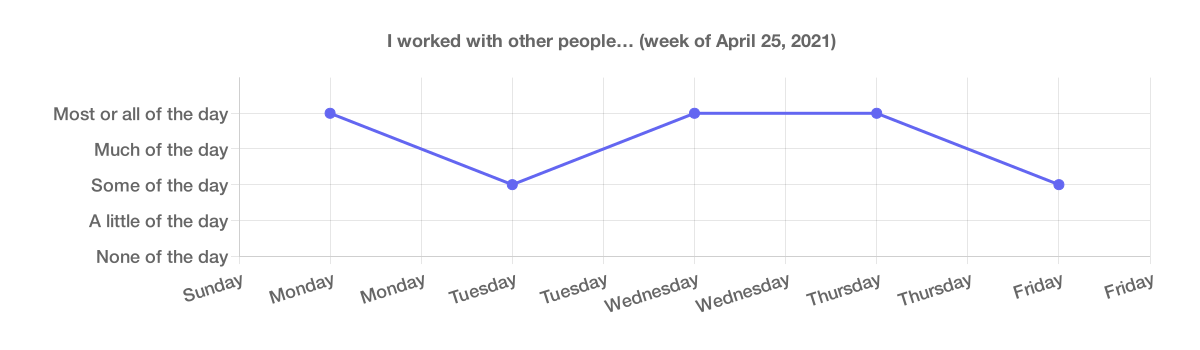 I worked with other people… (week of April 25, 2021)
Most or all of the day
Much of the day
Some of the day
A little of the day
None of the day
Sunday Monday Monday Tuesday Tuesday Wednesday Wednesday Thursday Thursday Friday Friday